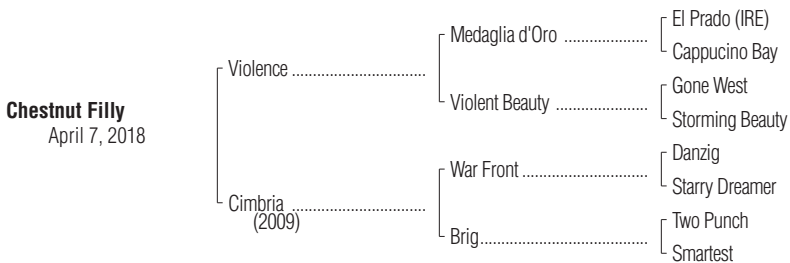 El Prado (IRE)
Medaglia d'Oro ....................
Cappucino Bay
Violence ................................
Gone West
Violent Beauty ......................
Storming Beauty
Chestnut Filly
April 7, 2018
Danzig
War Front .............................
Starry Dreamer
Cimbria ................................
(2009)
Two Punch
Brig.......................................
Smartest